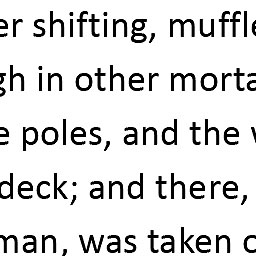 er shifting, muffle
gh in other morta
e poles, and the
deck; and there,
man, was taken